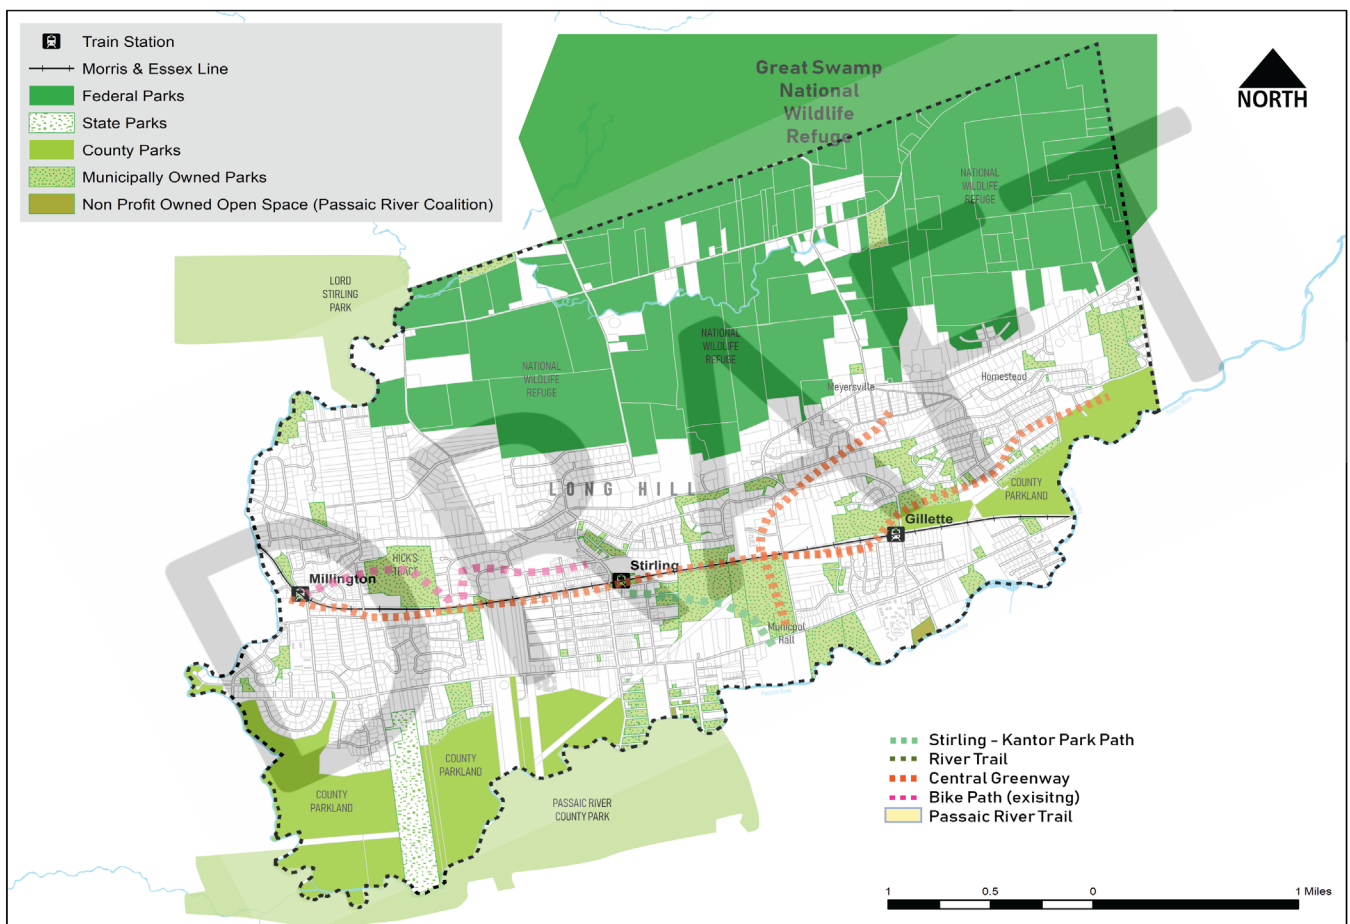 Train Station
Morris & Essex Line
Federal Parks
State Parks
County Parks
Municipally Owned Parks
Non Profit Owned Open Space (Passaic River Coalition)
Great Swamp
National
Wildlife
Refuge
NORTH
NATIONAL
WILDLIFE
REFUGE
LORD
STIRLING
PARK
NATIONAL
WILDLIFE
REFUGE
NATIONAL
WILDLIFE
REFUGE
Meyersville
Homestead
LONG HILL
COUNTY
PARKLAND
Gillette
HICK'S
TRACT
Millington
Stirling
Municipal
Hall
COUNTY
PARKLAND
COUNTY
PARKLAND
PASSAIC RIVER
COUNTY PARK
DRAFT
Stirling - Kantor Park Path
River Trail
Central Greenway
Bike Path (exisitng)
Passaic River Trail
1 0.5 0 1 Miles